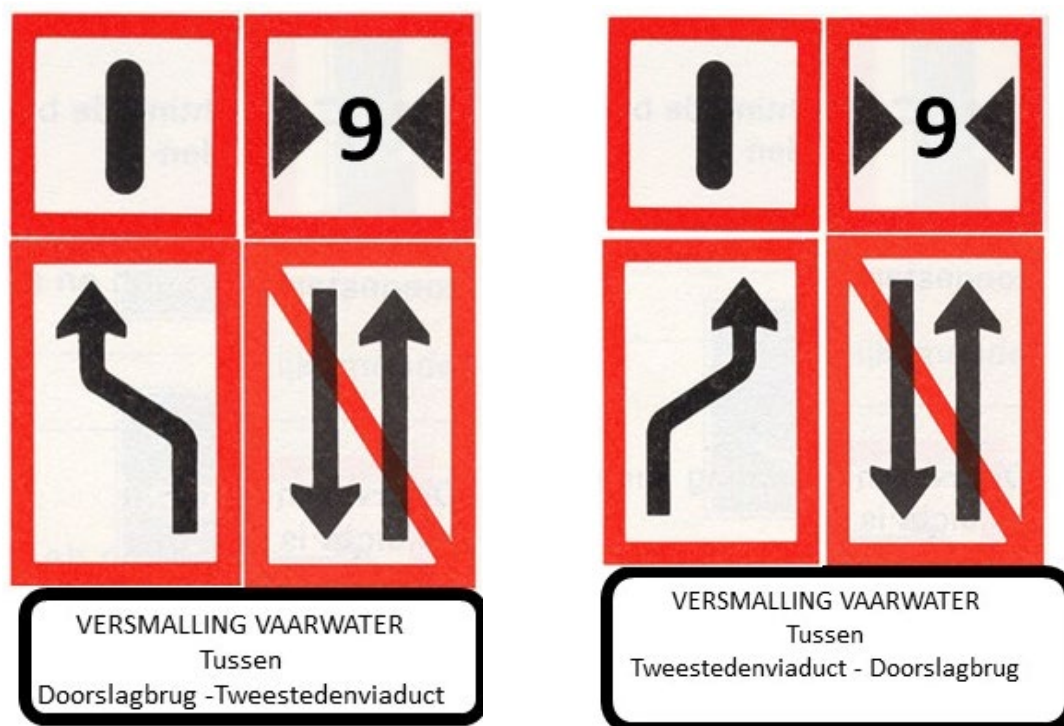 9
9
VERSMALLING VAARWATER
Tussen
Doorslagbrug -Tweestedenviaduct
VERSMALLING VAARWATER
Tussen
Tweestedenviaduct - Doorslagbrug